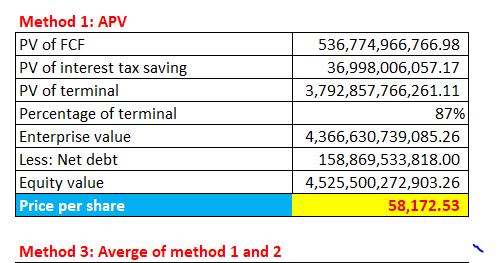 Method 1: APV
PV of FCF 536,774,966,766.98
PV of interest tax saving 36,998,006,057.17
PV of terminal 3,792,857,766,261.11
Percentage of terminal 87%
Enterprise value 4,366,630,739,085.26
Less: Net debt 158,869,533,818.00
Equity value 4,525,500,272,903.26
Price per share 58,172.53
Method 3: Averge of method 1 and 2